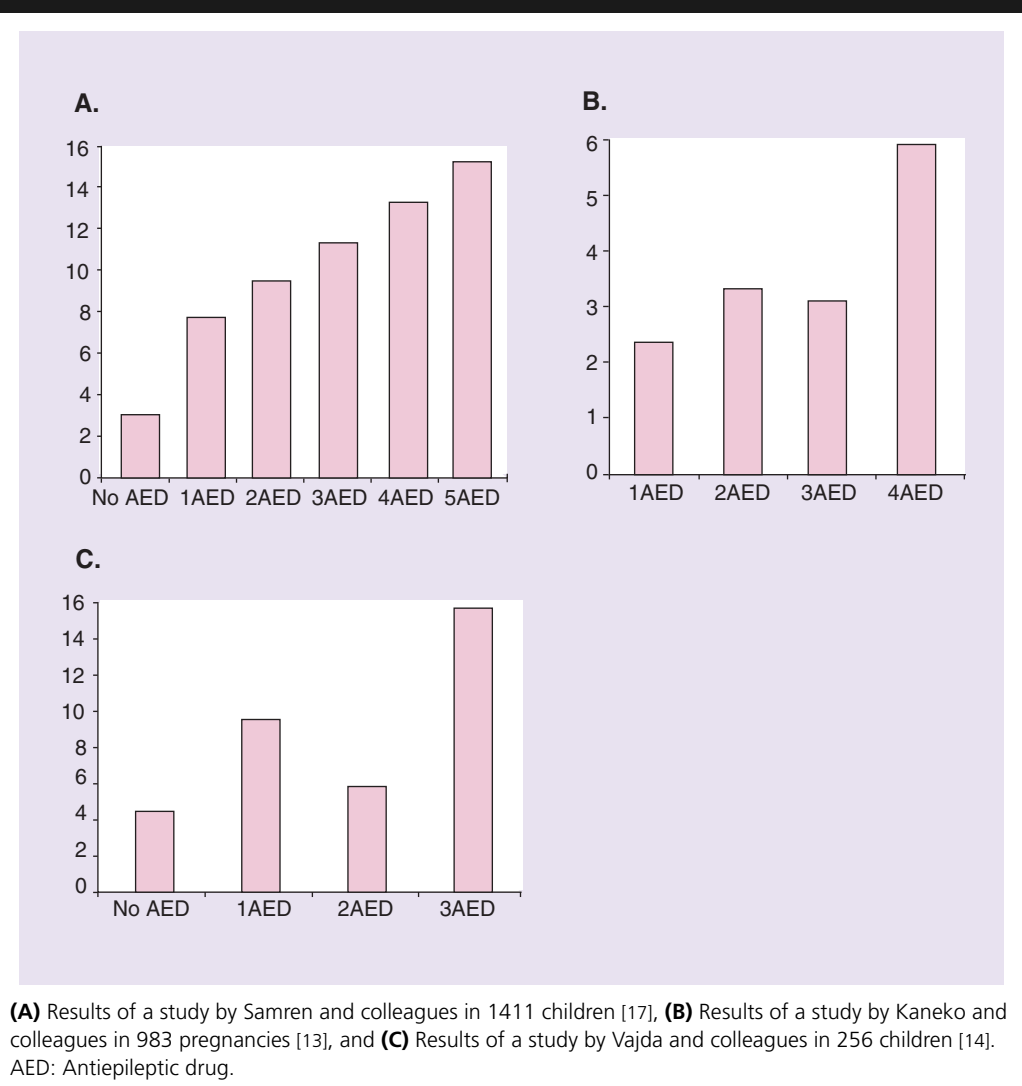 A.
16
14
12
10
8
6
4
2
0
No AED 1AED 2AED 3AED 4AED 5AED
B.
6
5
4
3
2
1
0
1AED 2AED 3AED 4AED
C.
16
14
12
10
8
6
4
2
0
No AED 1AED 2AED 3AED
(A) Results of a study by Samren and colleagues in 1411 children [17], (B) Results of a study by Kaneko and
colleagues in 983 pregnancies [13], and (C) Results of a study by Vajda and colleagues in 256 children [14].
AED: Antiepileptic drug.